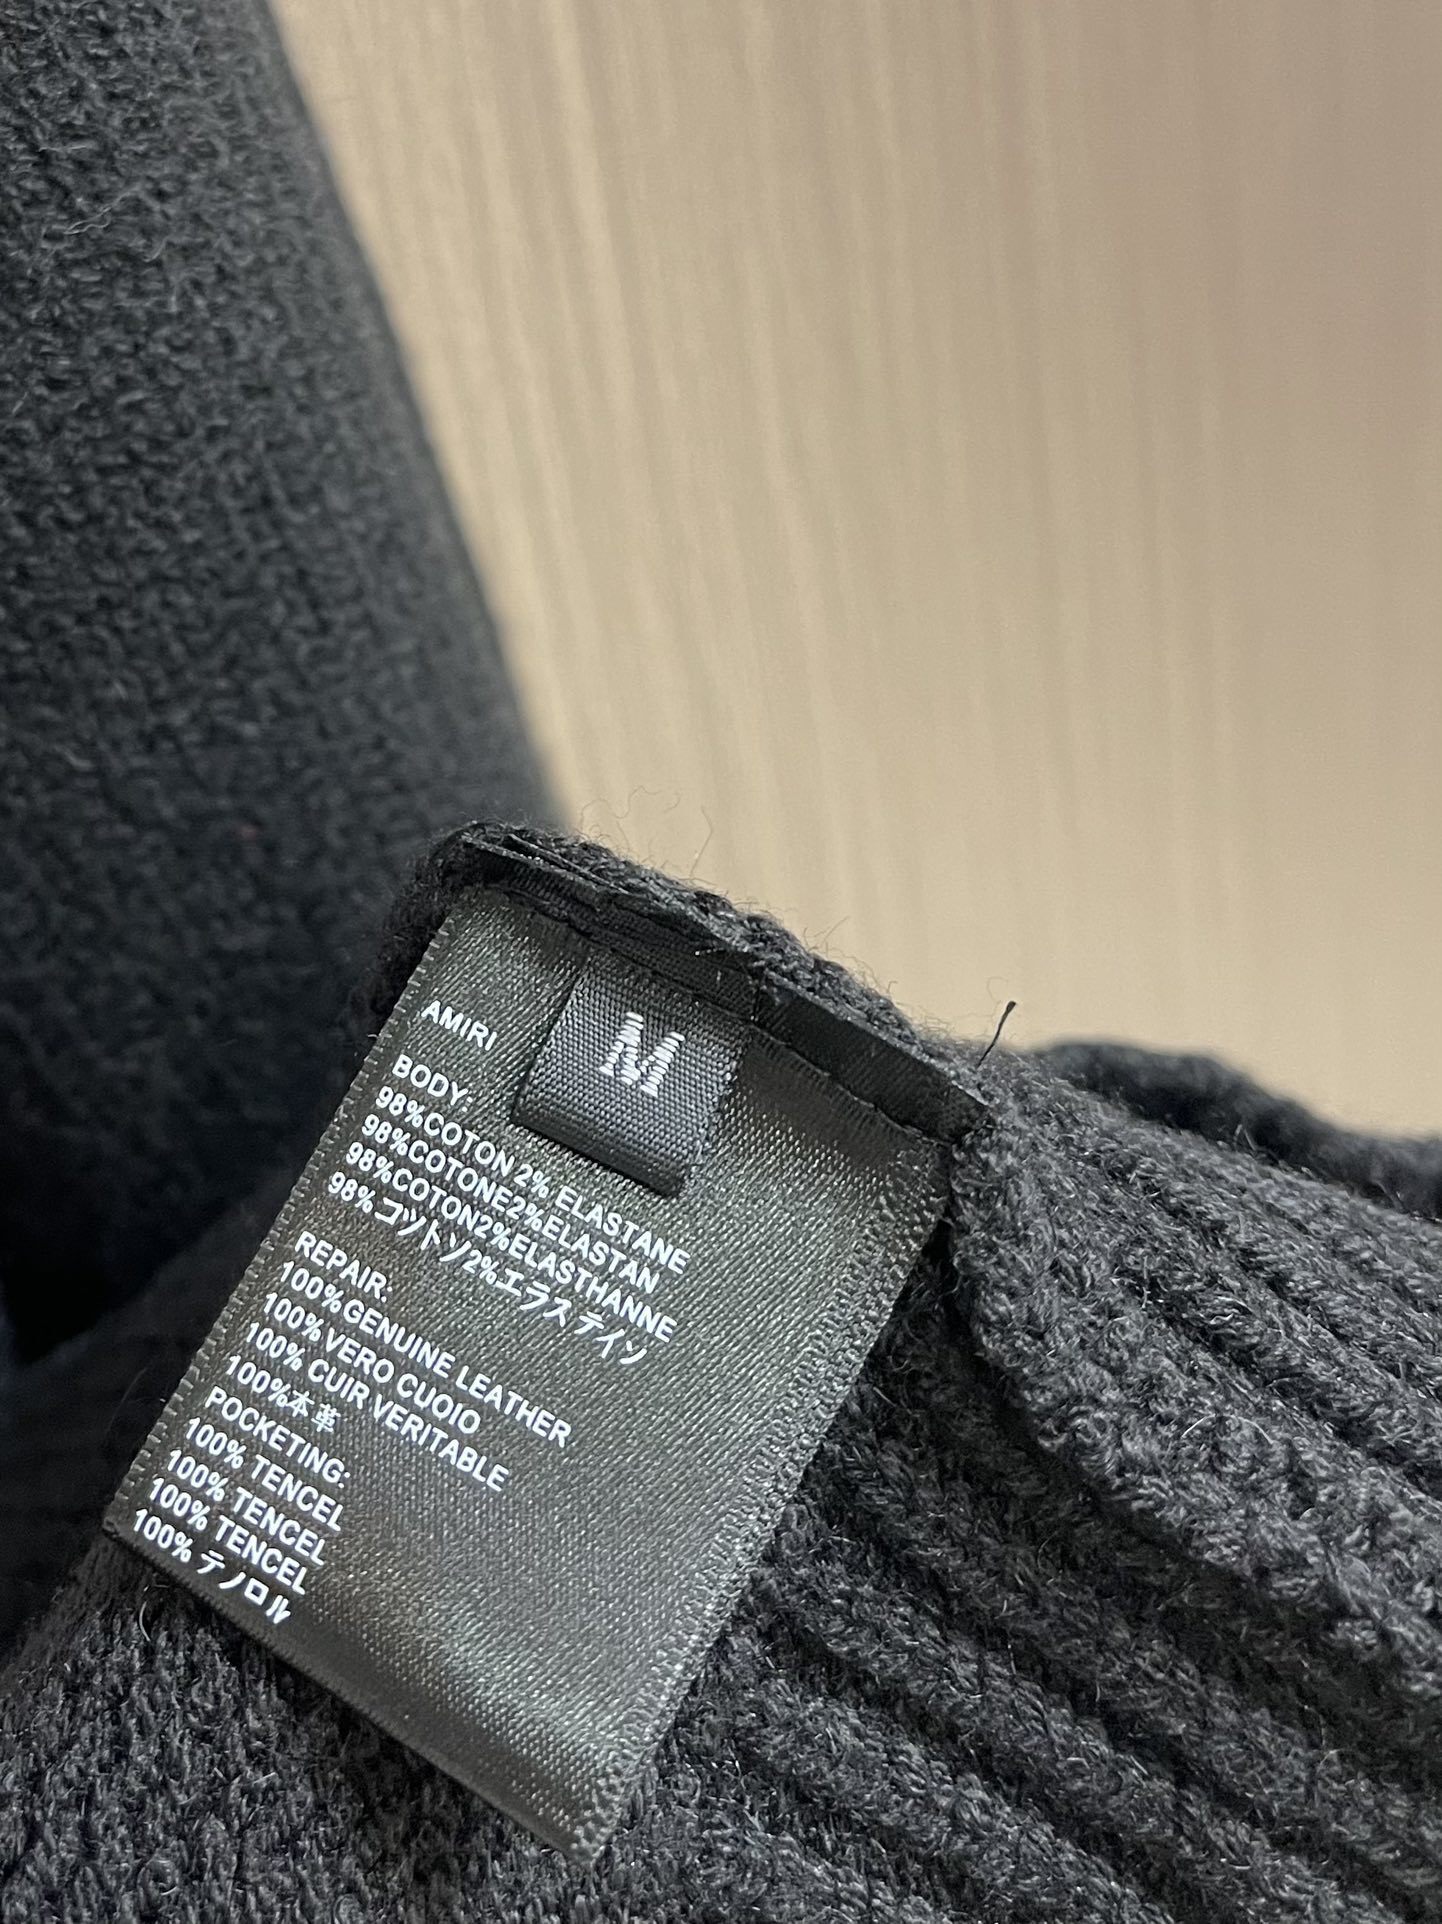 M
AMIRI
BODY:
98%COTON 2% ELASTANE
98%COTONE2%ELASTAN
98%COTON2%ELASTHANNE
98%コツトソ2%エラス テイソ
REPAIR.
100%GENUINE LEATHER
100% VERO CUOIO
100% CUIR VERITABLE
100%本革
POCKETING:
100% TENCEL
100% TENCEL
100% TENCEL
100% テノロル